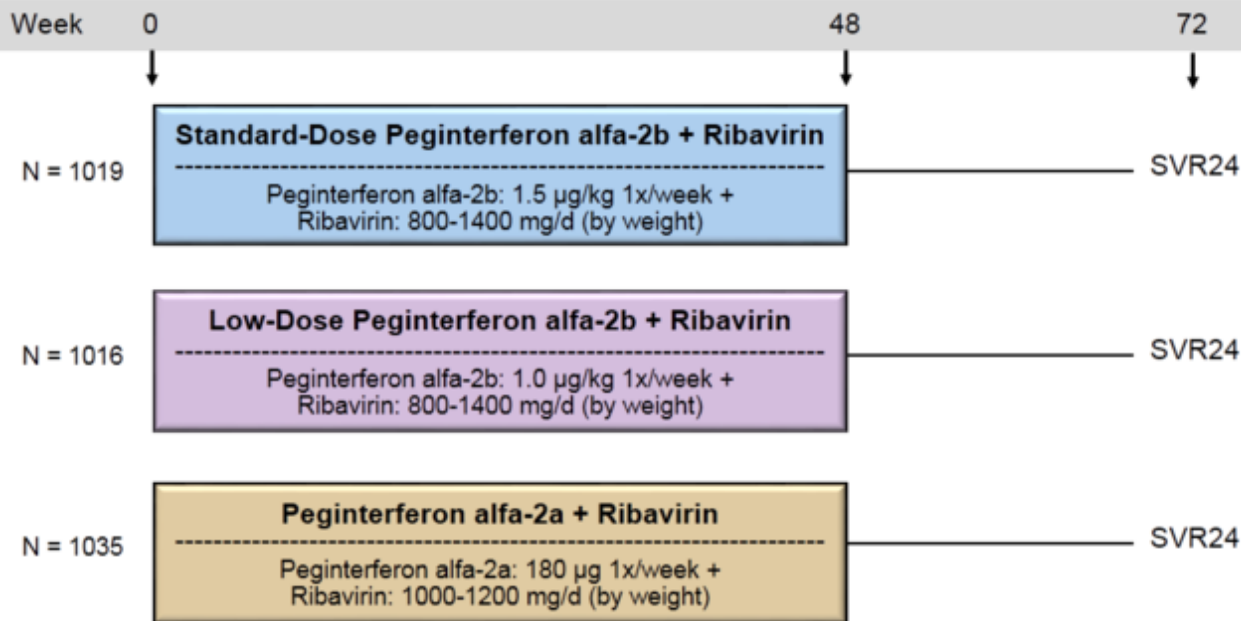 Week 0 48 72
Standard-Dose Peginterferon alfa-2b + Ribavirin
N = 1019
Peginterferon alfa-2b: 1.5 µg/kg 1x/week +
Ribavirin: 800-1400 mg/d (by weight)
SVR24
Low-Dose Peginterferon alfa-2b + Ribavirin
N = 1016
Peginterferon alfa-2b: 1.0 µg/kg 1x/week +
Ribavirin: 800-1400 mg/d (by weight)
SVR24
Peginterferon alfa-2a + Ribavirin
N = 1035
Peginterferon alfa-2a: 180 µg 1x/week +
Ribavirin: 1000-1200 mg/d (by weight)
SVR24